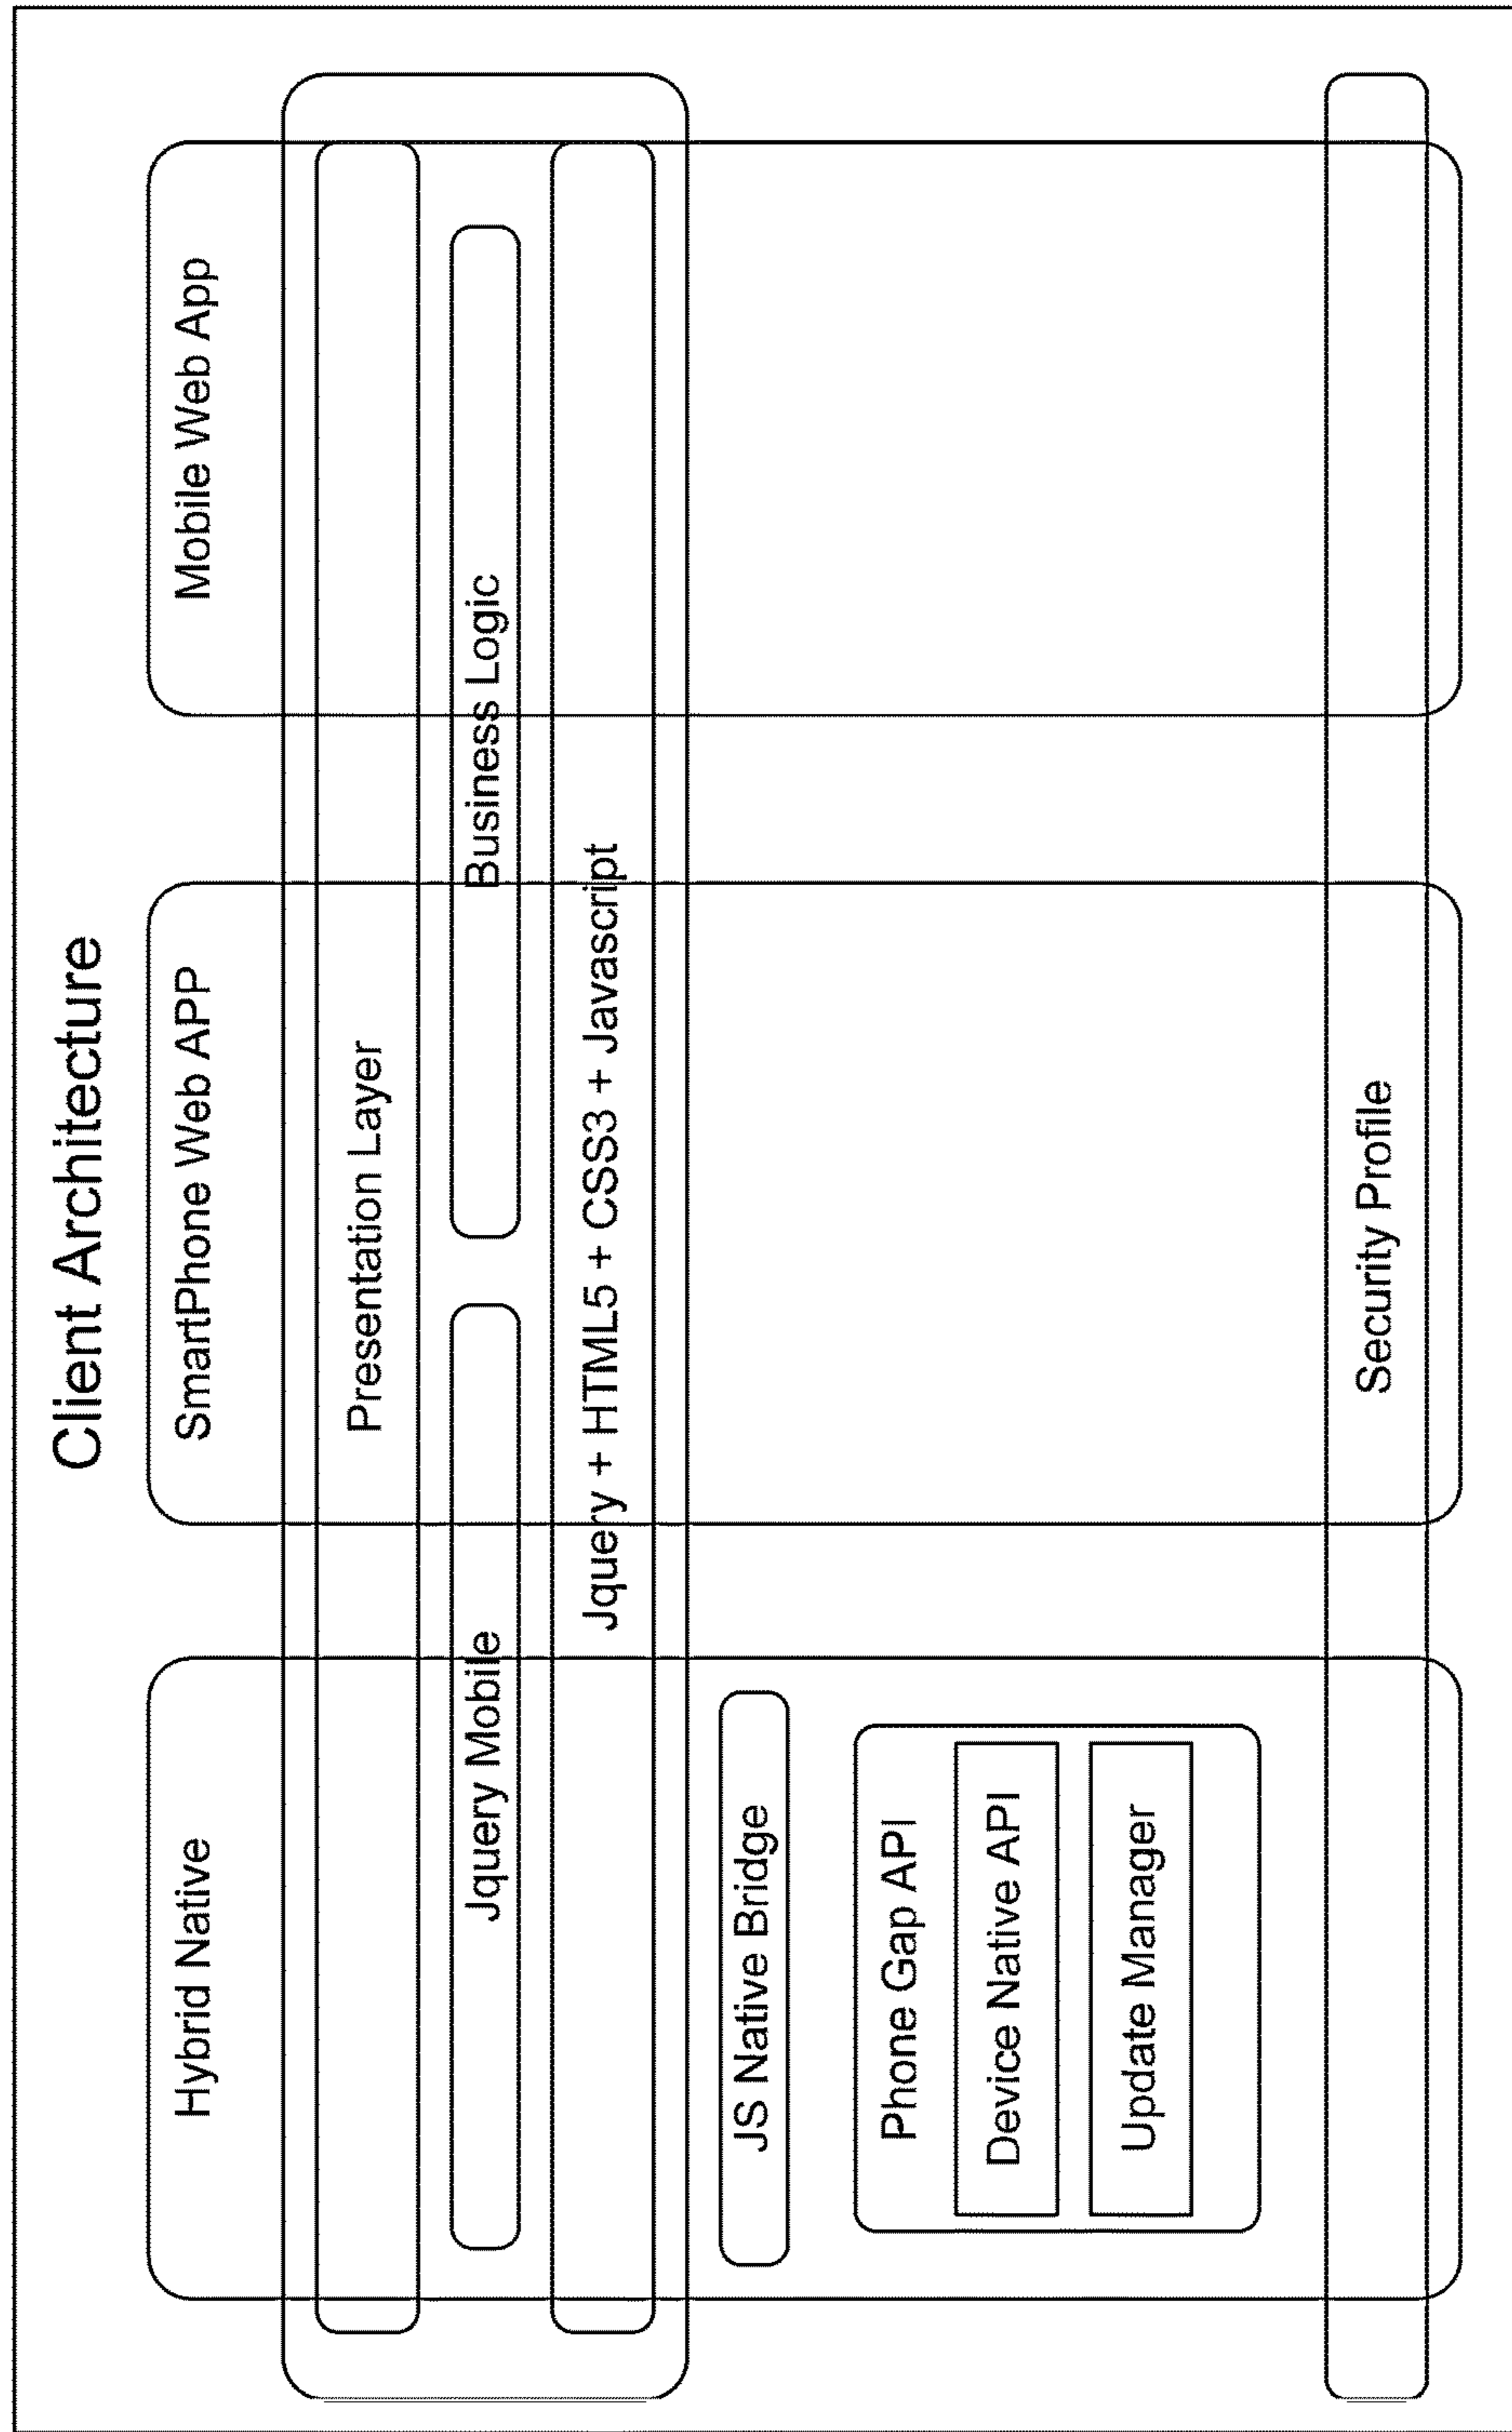 Client Architecture
Hybrid Native
SmartPhone Web APP
Mobile Web App
Presentation Layer
Jquery Mobile
Business Logic
Jquery + HTML5 + CSS3 + Javascript
JS Native Bridge
Phone Gap API
Device Native API
Update Manager
Security Profile